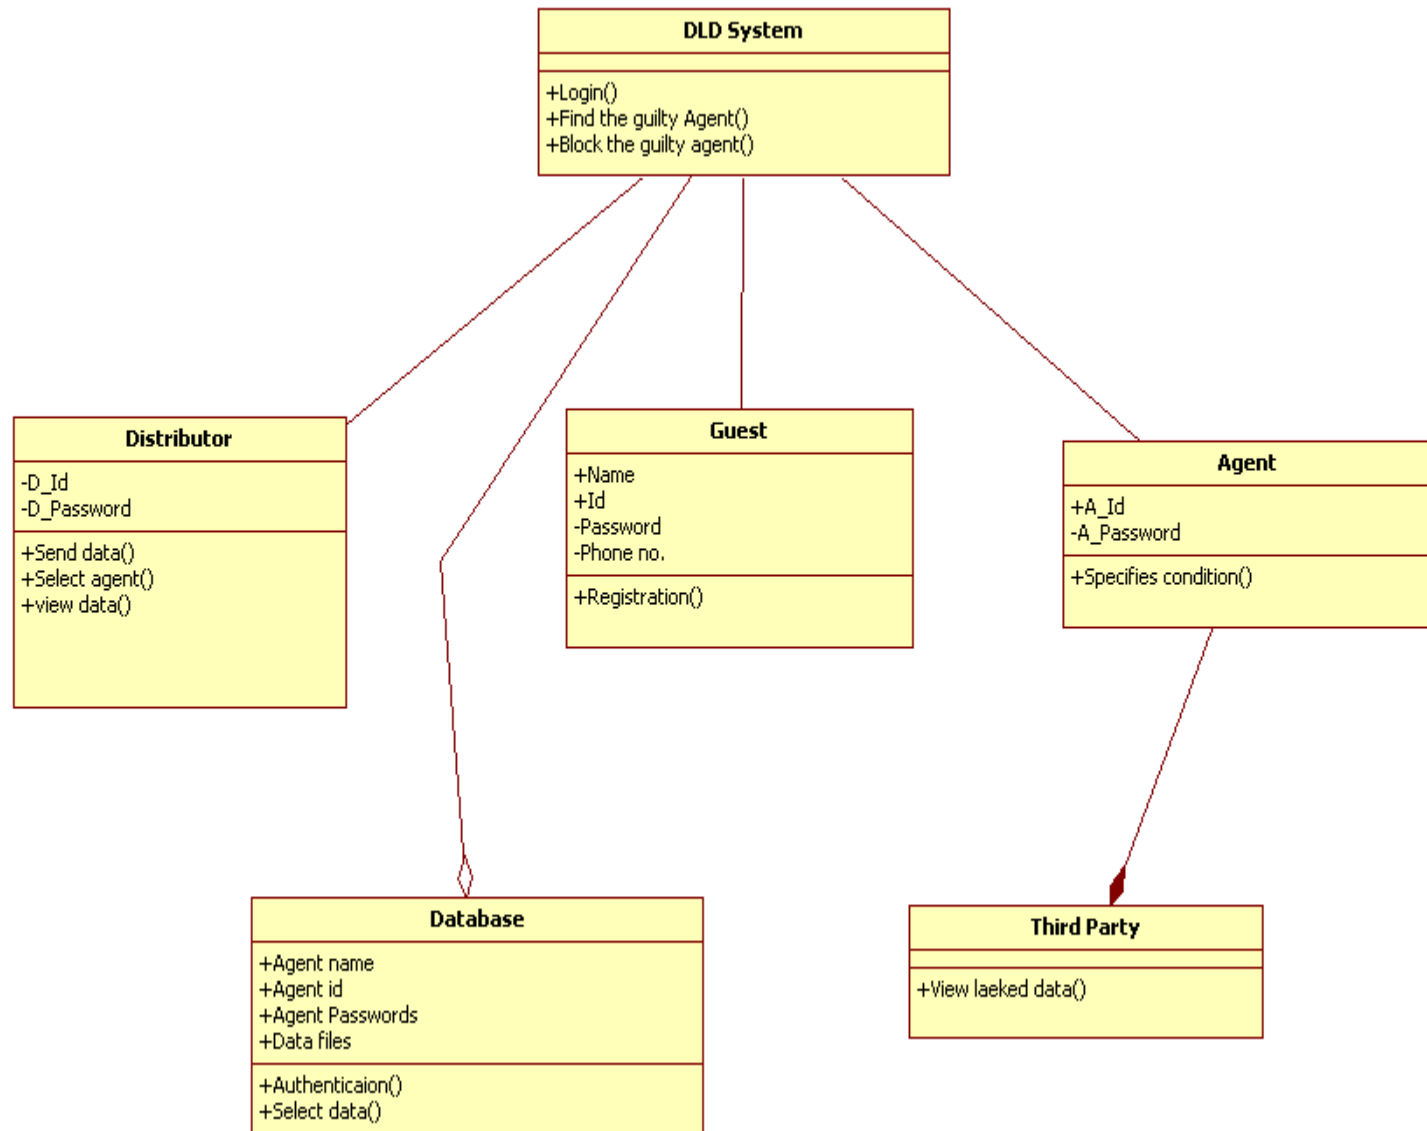 DLD System
+Login()
+Find the guilty Agent()
+Block the guilty agent()
Distributor
-D_Id
-D_Password
+Send data()
+Select agent()
+view data()
Guest
+Name
+Id
-Password
-Phone no.
+Registration()
Agent
+A_Id
-A_Password
+Specifies condition()
Database
+Agent name
+Agent id
+Agent Passwords
+Data files
+Authenticaion()
+Select data()
Third Party
+View laeked data()